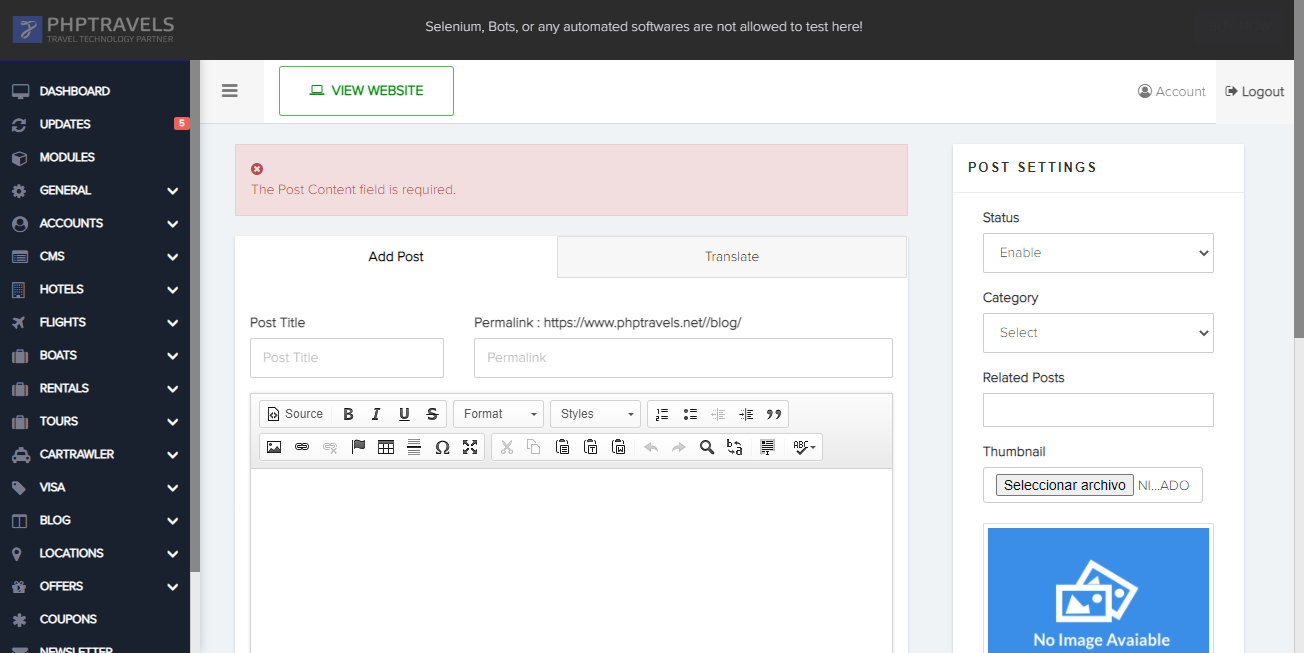 PHPTRAVELS
TRAVEL TECHNOLOGY PARTNER
Selenium, Bots, or any automated softwares are not allowed to test here!
DASHBOARD
UPDATES 5
MODULES
GENERAL
ACCOUNTS
CMS
HOTELS
FLIGHTS
BOATS
RENTALS
TOURS
CARTRAWLER
VISA
BLOG
LOCATIONS
OFFERS
COUPONS
NEWSLETTER
VIEW WEBSITE
Account
Logout
The Post Content field is required.
Add Post
Translate
Post Title
Permalink : https://www.phptravels.net//blog/
Post Title
Permalink
Source B I U S Format Styles
Ω ABC
POST SETTINGS
Status
Enable
Category
Select
Related Posts
Thumbnail
Seleccionar archivo NI...ADO
No Image Avaiable